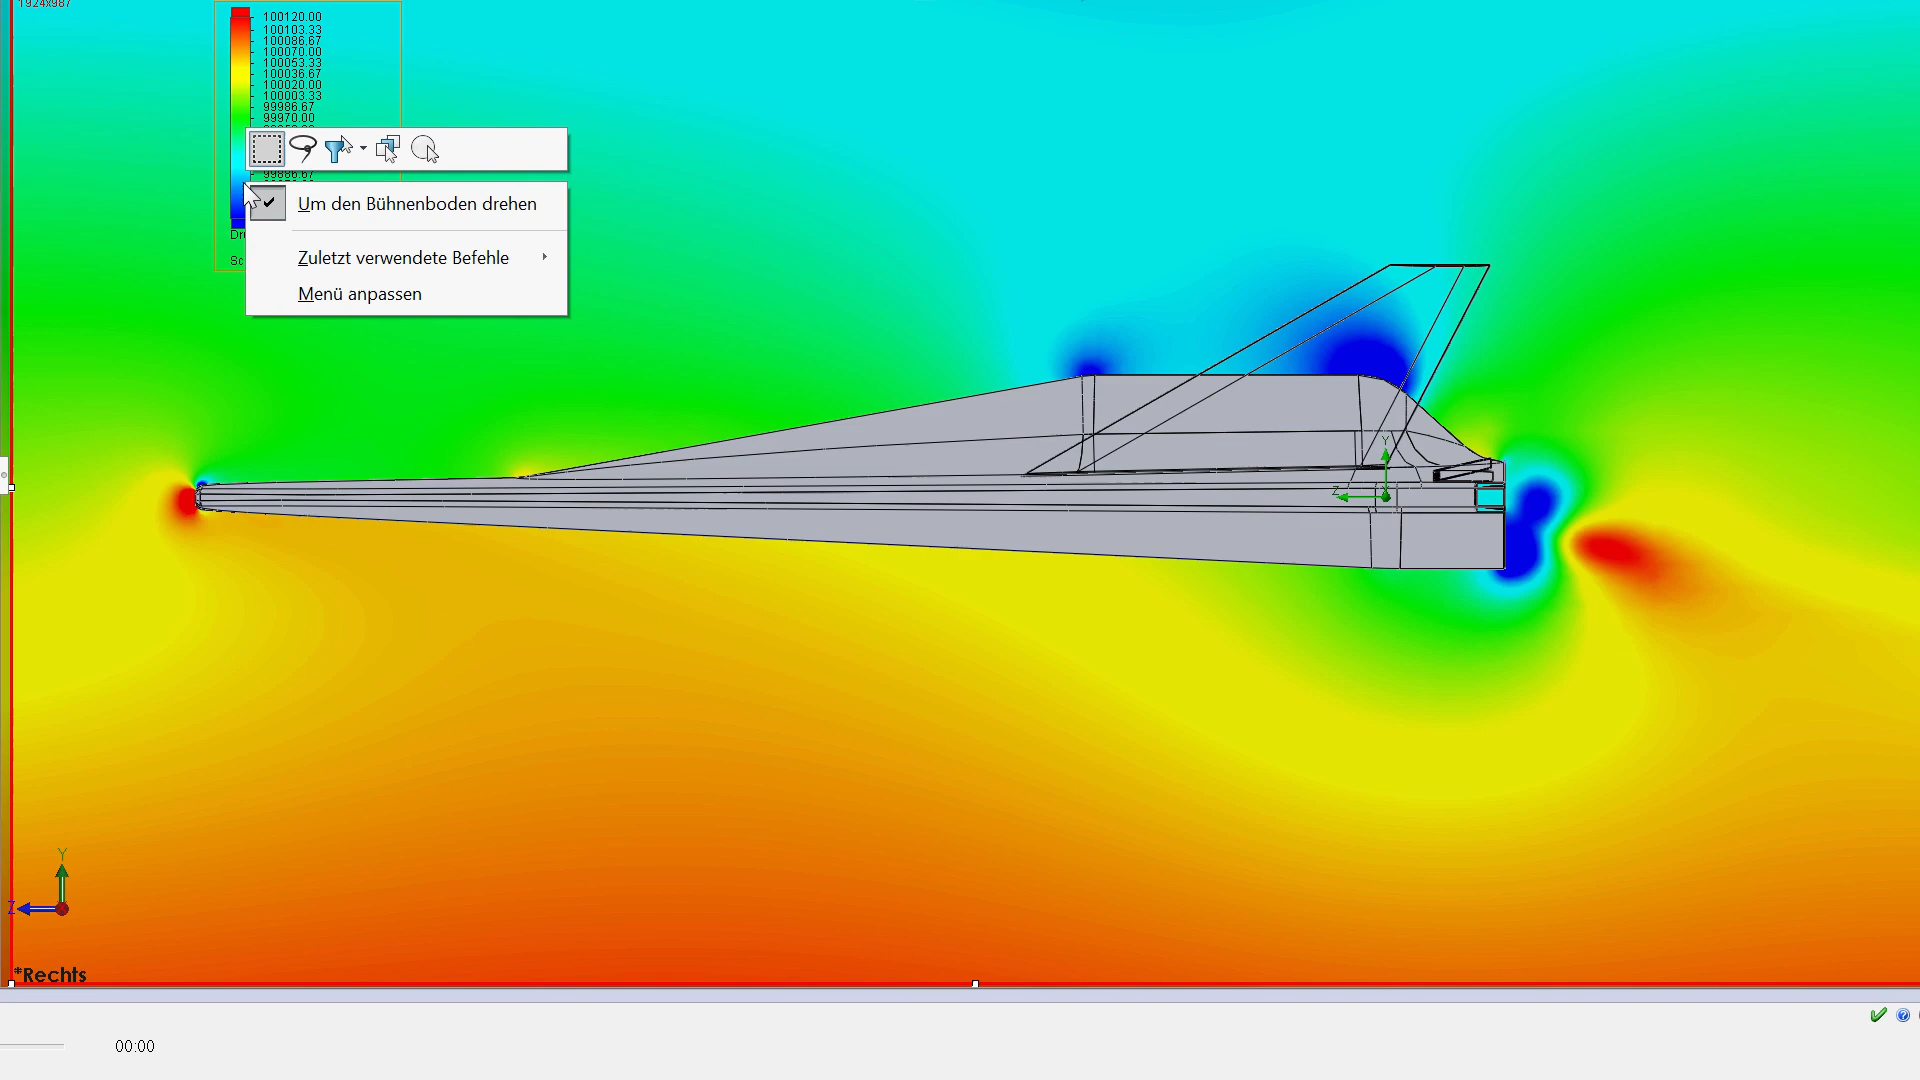 1924x987
100120.00
100103.33
100086.67
100070.00
100053.33
100036.67
100020.00
100003.33
99986.67
99970.00
99886.67
Um den Bühnenboden drehen
Zuletzt verwendete Befehle
Menü anpassen
Y
Z
Y
Z
*Rechts
00:00